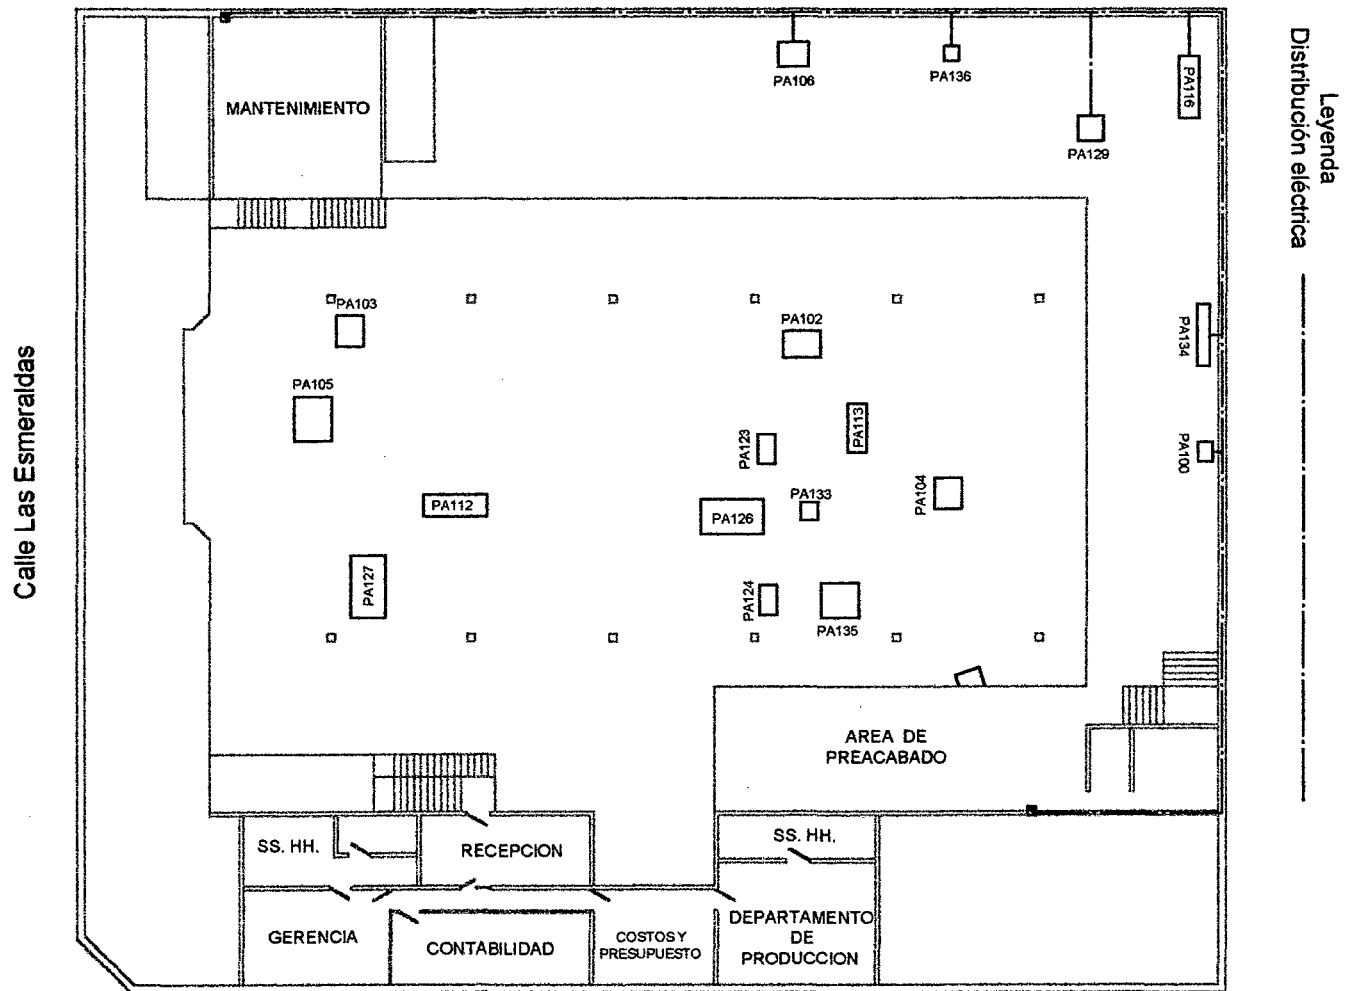 Leyenda
Distribución eléctrica
Calle Las Esmeraldas
MANTENIMIENTO
PA106
PA136
PA129
PA116
PA103
PA105
PA102
PA113
PA123
PA134
PA100
PA104
PA112
PA126
PA133
PA127
PA124
PA135
AREA DE
PREACABADO
SS. HH.
RECEPCION
SS. HH.
GERENCIA
CONTABILIDAD
COSTOS Y
PRESUPUESTO
DEPARTAMENTO
DE
PRODUCCION